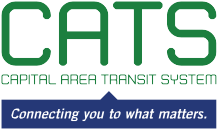 CATS
CAPITAL AREA TRANSIT SYSTEM
Connecting you to what matters.